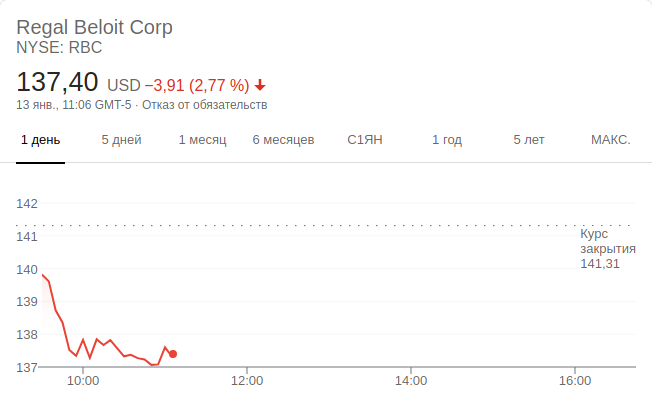 Regal Beloit Corp
NYSE: RBC
137,40 USD −3,91 (2,77 %)
13 янв., 11:06 GMT-5 · Отказ от обязательств
1 день 5 дней 1 месяц 6 месяцев С1ЯН 1 год 5 лет МАКС.
142
141
Курс
закрытия
141,31
140
139
138
137
10:00 12:00 14:00 16:00